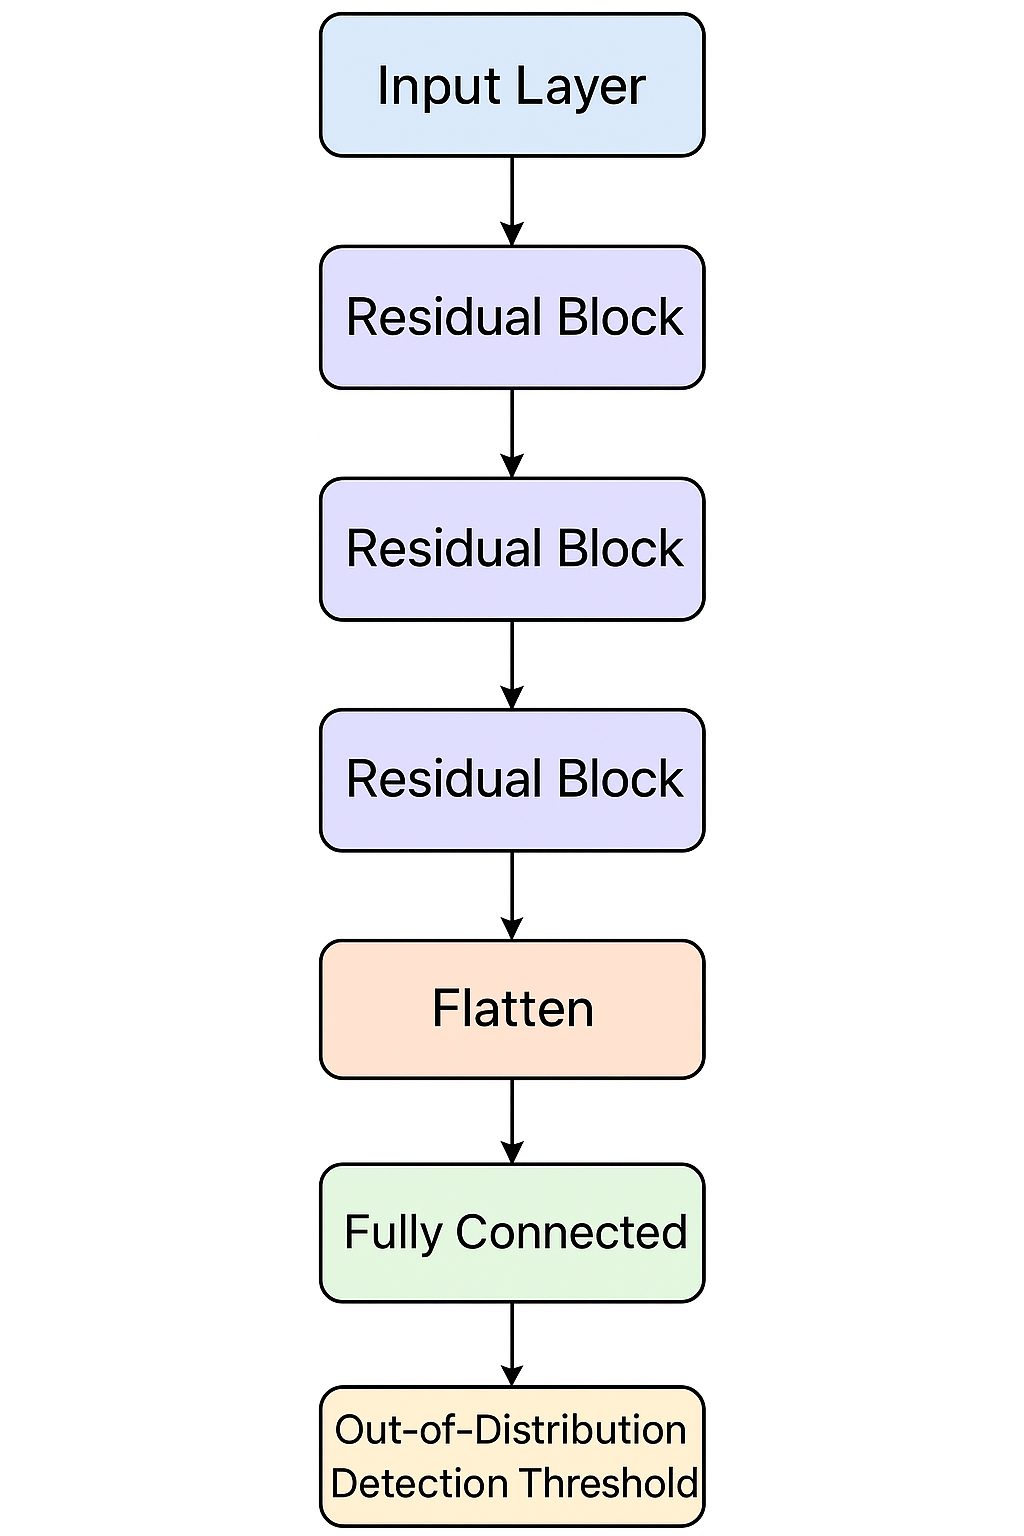 Input Layer
Residual Block
Residual Block
Residual Block
Flatten
Fully Connected
Out-of-Distribution
Detection Threshold